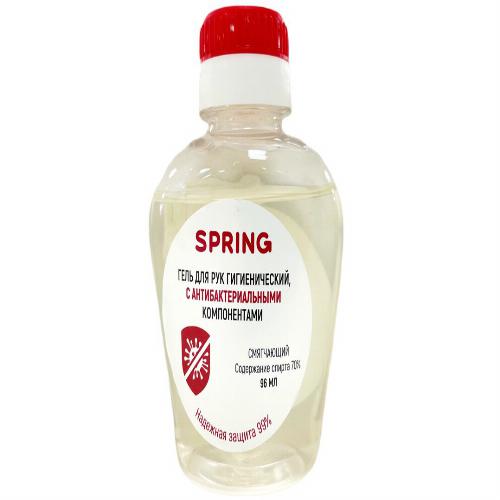 SPRING
ГЕЛЬ ДЛЯ РУК ГИГИЕНИЧЕСКИЙ,
С АНТИБАКТЕРИАЛЬНЫМИ
КОМПОНЕНТАМИ
СМЯГЧАЮЩИЙ
Содержание спирта 70%
96 МЛ
Надежная защита 99%